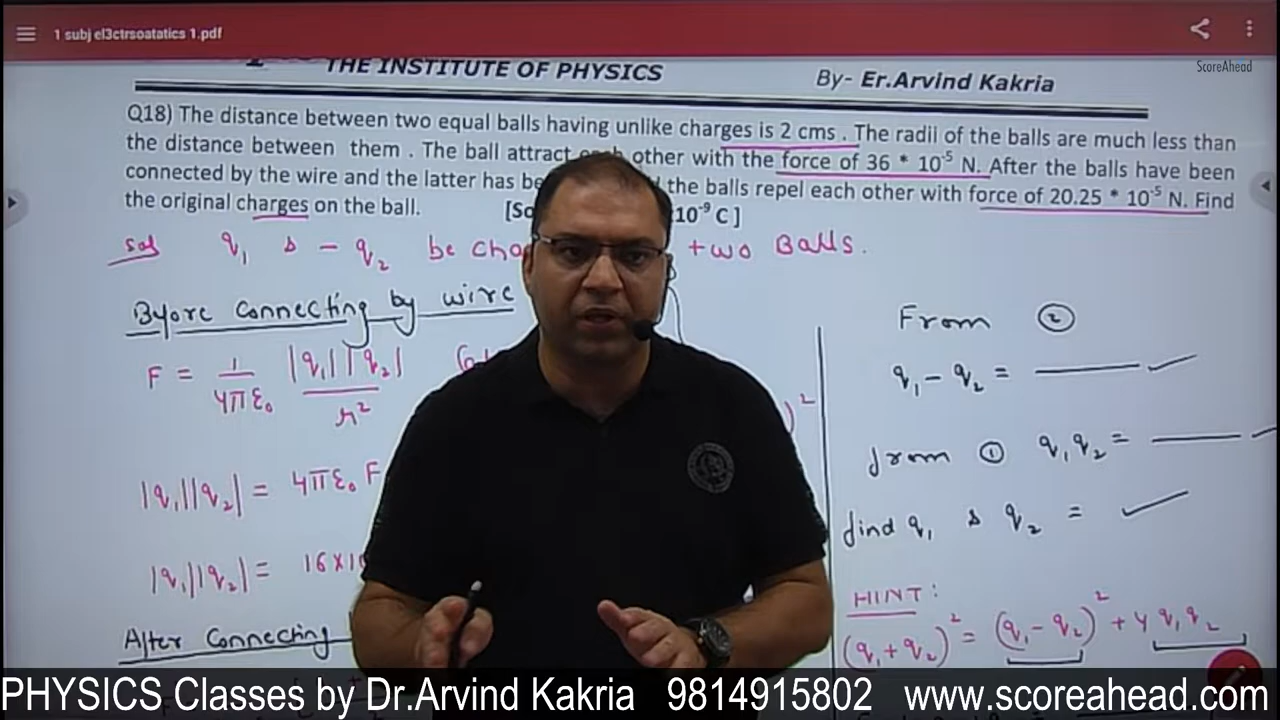 1 subj el3ctrsoatatics 1.pdf
ScoreAhead
THE INSTITUTE OF PHYSICS By- Er.Arvind Kakria
Q18) The distance between two equal balls having unlike charges is 2 cms . The radii of the balls are much less than
the distance between them . The ball attract other with the force of 36 * 10⁻⁵ N. After the balls have been
connected by the wire and the latter has the balls repel each other with force of 20.25 * 10⁻⁵ N. Find
the original charges on the ball. 10⁻⁹ C ]
Sol q₁ & - q₂ be two Balls.
Before connecting by wire
F = 1/4πε₀ |q₁||q₂|/r²
|q₁||q₂| = 4πε₀ F
|q₁||q₂| = 16×
After Connecting
From ②
q₁ - q₂ =
from ① q₁q₂ =
find q₁ & q₂ =
HINT :
(q₁ + q₂)² = (q₁ - q₂)² + 4 q₁q₂
PHYSICS Classes by Dr.Arvind Kakria 9814915802 www.scoreahead.com